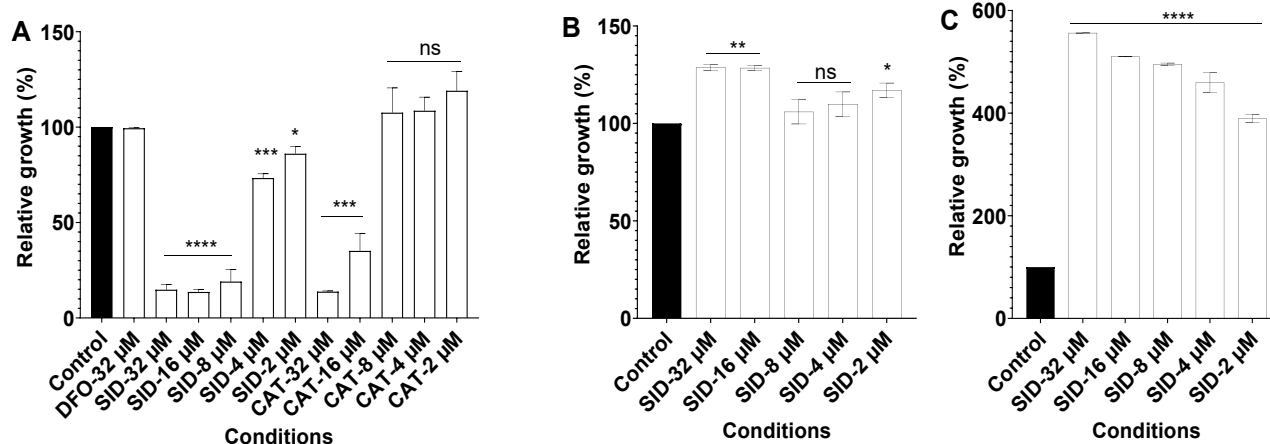 A
Relative growth (%)
150
100
50
0
****
***
*
***
ns
Control
DFO-32 µM
SID-32 µM
SID-16 µM
SID-8 µM
SID-4 µM
SID-2 µM
CAT-32 µM
CAT-16 µM
CAT-8 µM
CAT-4 µM
CAT-2 µM
Conditions
B
Relative growth (%)
150
100
50
0
**
ns
*
Control
SID-32 µM
SID-16 µM
SID-8 µM
SID-4 µM
SID-2 µM
Conditions
C
Relative growth (%)
600
400
200
0
****
Control
SID-32 µM
SID-16 µM
SID-8 µM
SID-4 µM
SID-2 µM
Conditions